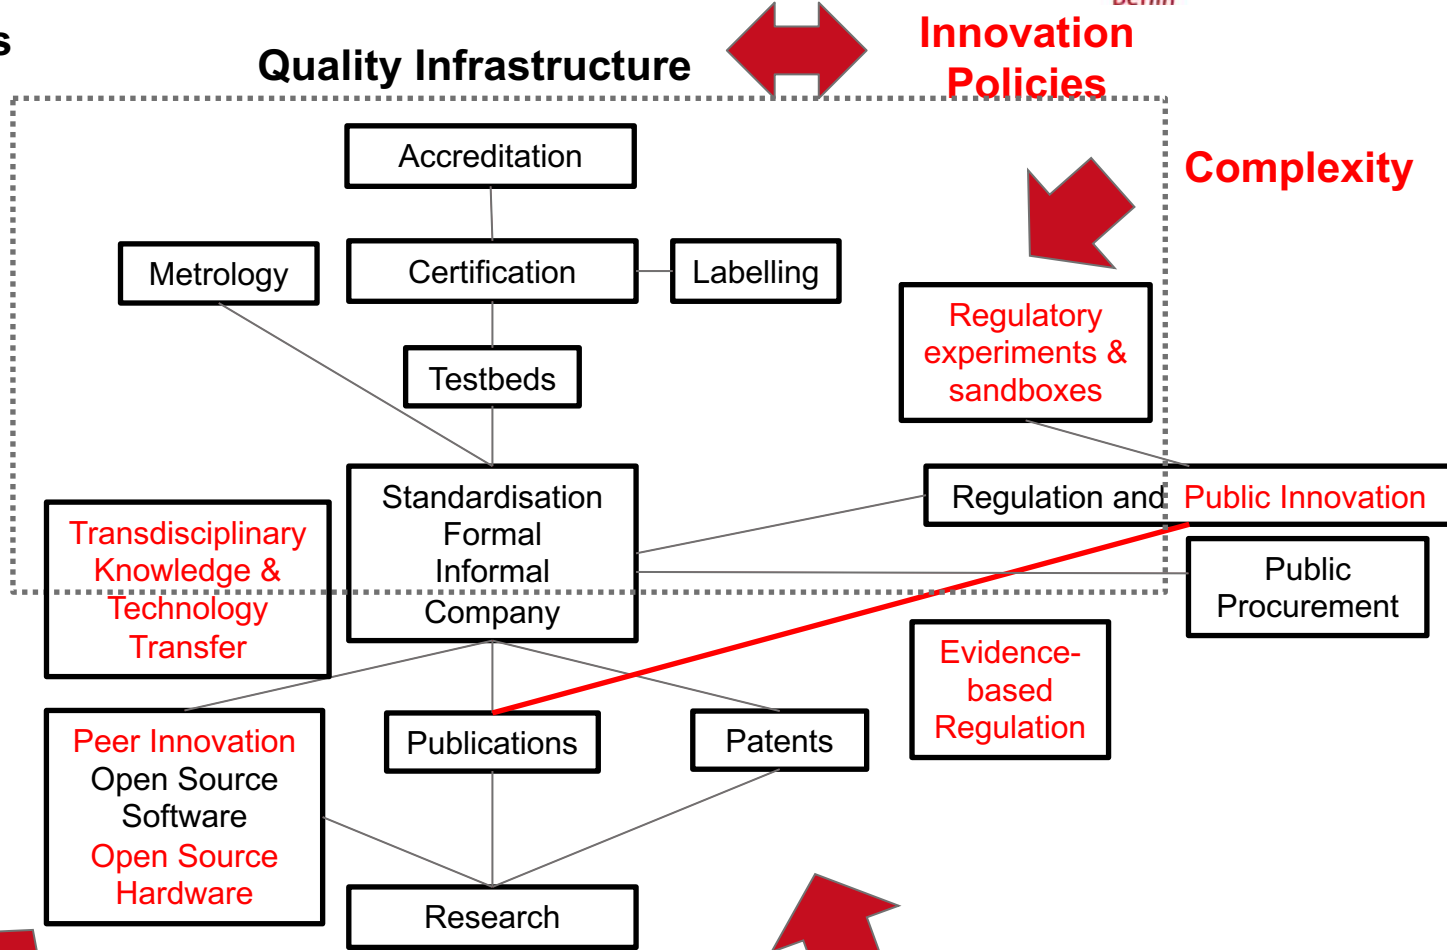 s
Quality Infrastructure
Innovation
Policies
Complexity
Accreditation
Metrology
Certification
Labelling
Regulatory
experiments &
sandboxes
Testbeds
Standardisation
Formal
Informal
Company
Regulation and Public Innovation
Transdisciplinary
Knowledge &
Technology
Transfer
Public
Procurement
Evidence-
based
Regulation
Peer Innovation
Open Source
Software
Open Source
Hardware
Publications
Patents
Research